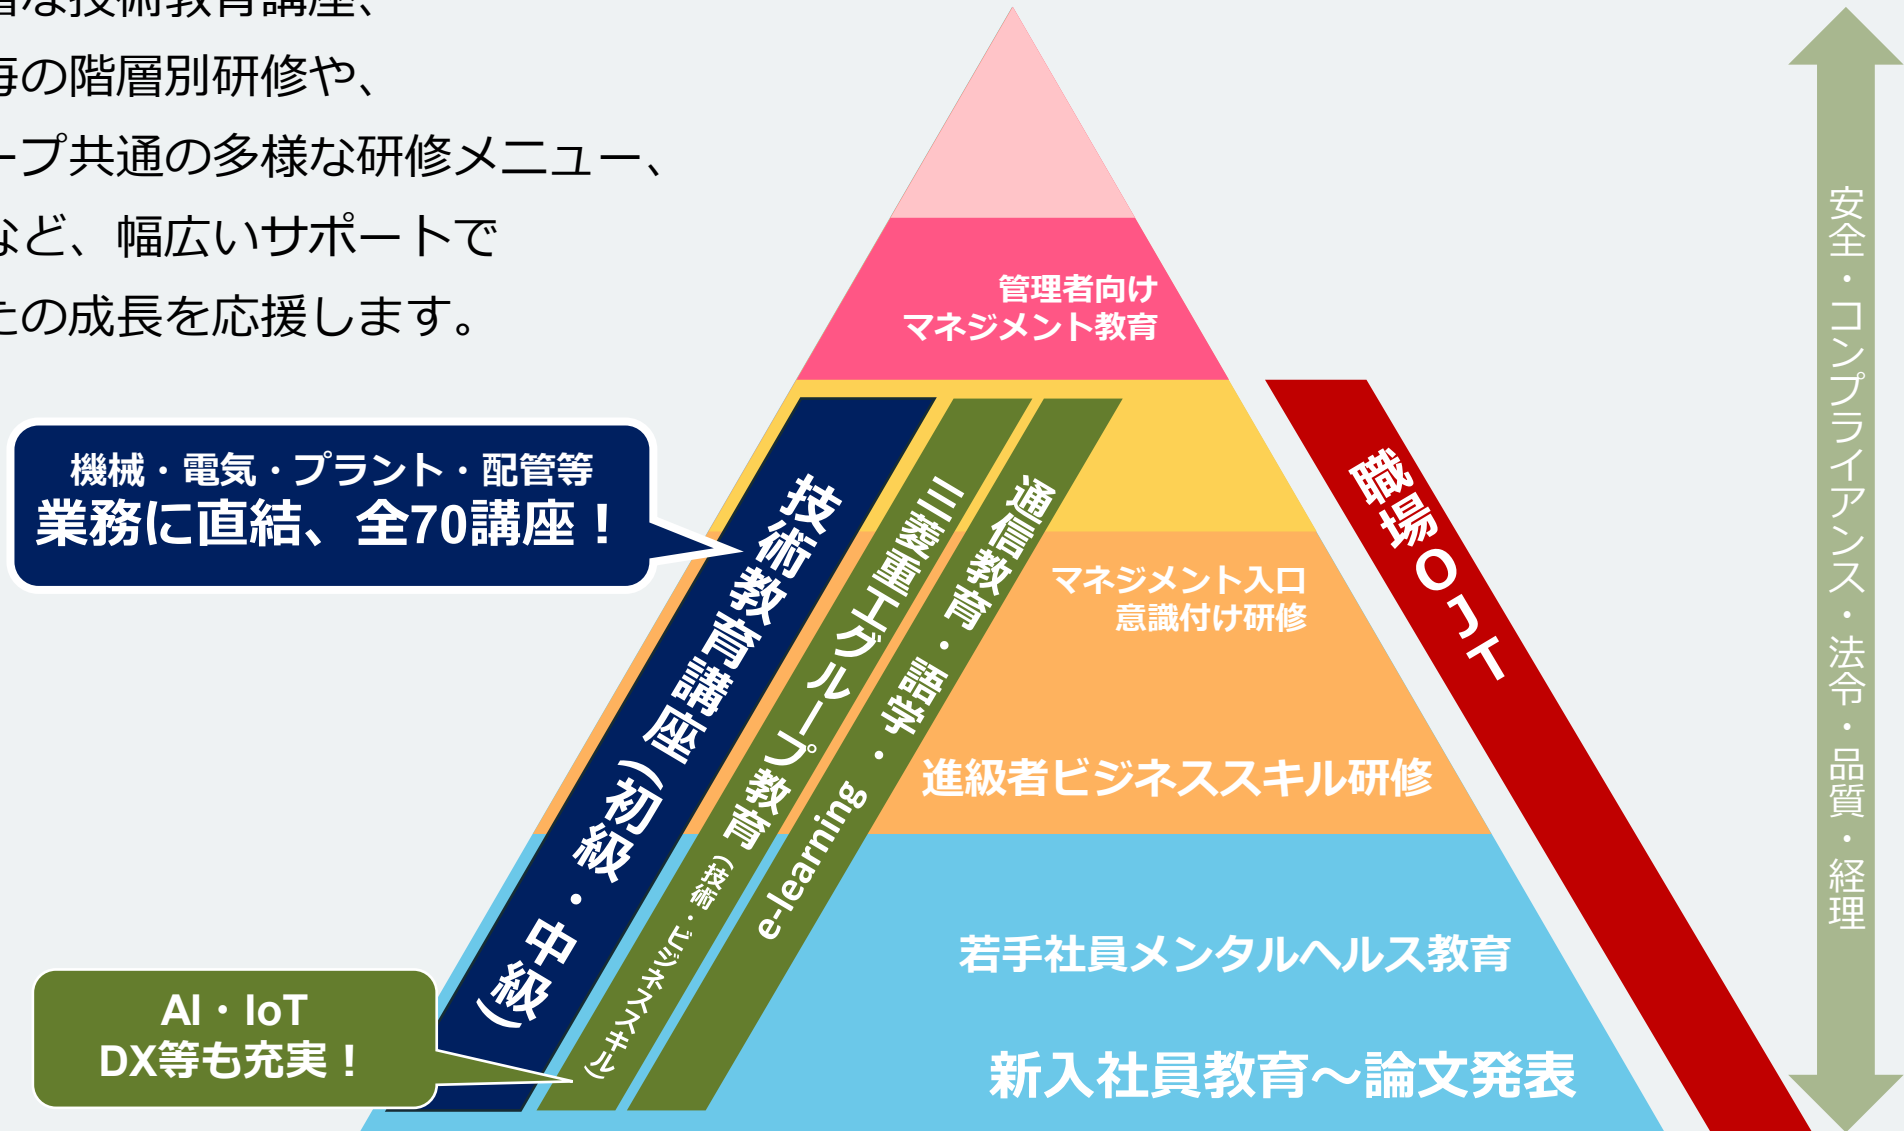 な技術教育講座、
の階層別研修や、
ープ共通の多様な研修メニュー、
など、幅広いサポートで
たの成長を応援します。
管理者向け
マネジメント教育
機械・電気・プラント・配管等
業務に直結、全70講座！
技術教育講座（初級・中級）
三菱重工グループ教育（技術・ビジネススキル）
通信教育・語学・e-learning
マネジメント入口
意識付け研修
進級者ビジネススキル研修
若手社員メンタルヘルス教育
新入社員教育～論文発表
AI・IoT
DX等も充実！
職場OJT
安全・コンプライアンス・法令・品質・経理